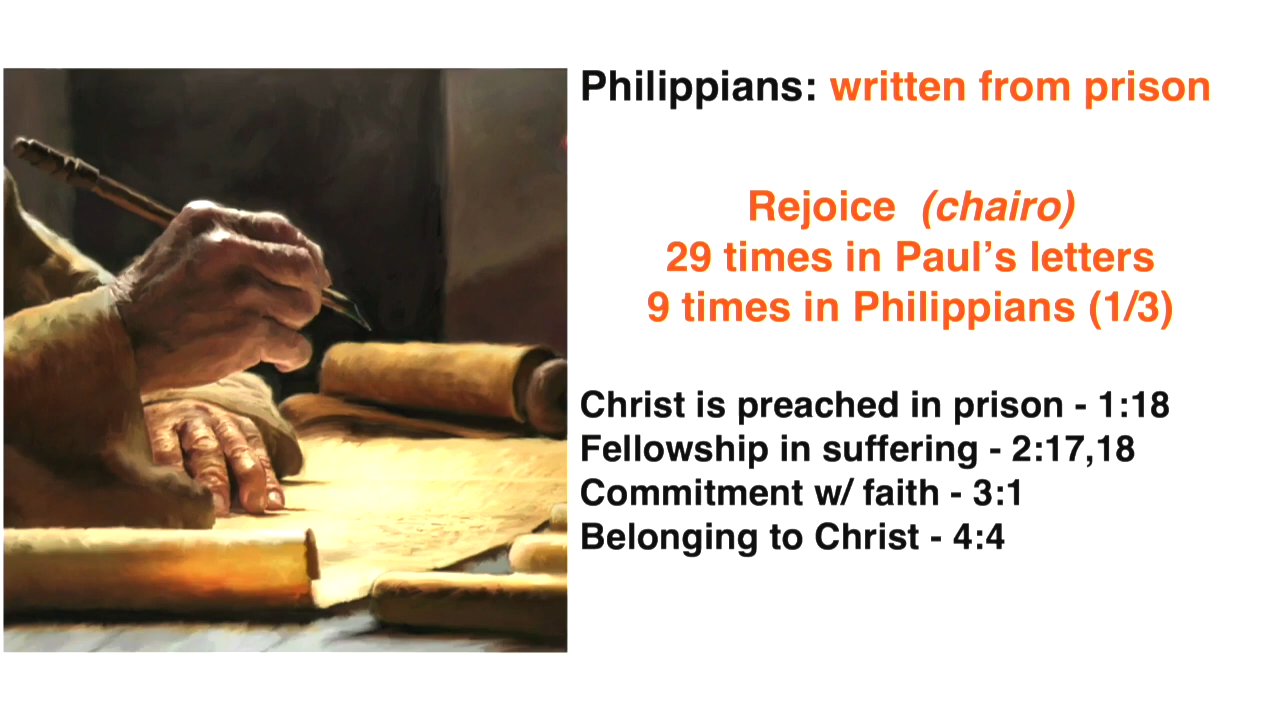 Philippians: written from prison
Rejoice (chairo)
29 times in Paul’s letters
9 times in Philippians (1/3)
Christ is preached in prison - 1:18
Fellowship in suffering - 2:17,18
Commitment w/ faith - 3:1
Belonging to Christ - 4:4